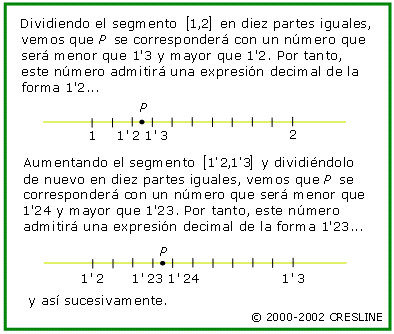 Dividiendo el segmento [1,2] en diez partes iguales,
vemos que P se corresponderá con un número que
será menor que 1'3 y mayor que 1'2. Por tanto,
este número admitirá una expresión decimal de la
forma 1'2...
P
1 1'2 1'3 2
Aumentando el segmento [1'2,1'3] y dividiéndolo
de nuevo en diez partes iguales, vemos que P se
corresponderá con un número que será menor que
1'24 y mayor que 1'23. Por tanto, este número
admitirá una expresión decimal de la forma 1'23...
P
1'2 1'23 1'24 1'3
y así sucesivamente.
© 2000-2002 CRESLINE